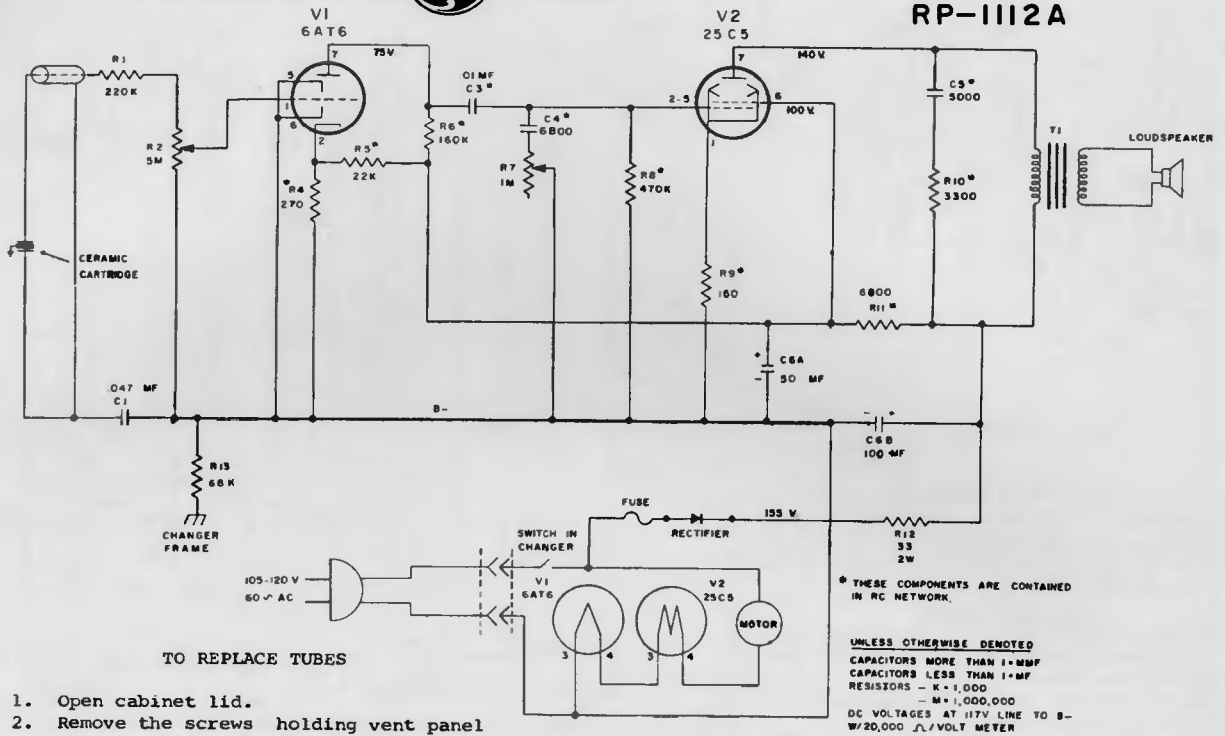 RP-1112A
V1
6AT6
V2
25C5
7
75V.
7
140V.
R1
220K
5
1
6
2
.01MF
C3*
C4*
6800
2-5
6
100V.
1
C5*
5000
T1
LOUDSPEAKER
R2
5M
R5*
22K
R6*
160K
R7
1M
R8*
470K
R10*
3300
*R4
270
CERAMIC
CARTRIDGE
R9*
160
6800
R11*
+
C6A
-
50 MF
.047 MF
C1
B-
-
+
C6B
100 MF
R13
68K
CHANGER
FRAME
FUSE
RECTIFIER
155 V.
R12
33
2W
SWITCH IN
CHANGER
V1
6AT6
V2
25C5
105-120 V
60 ∿ AC
MOTOR
3
4
3
4
* THESE COMPONENTS ARE CONTAINED
IN RC NETWORK.
UNLESS OTHERWISE DENOTED
CAPACITORS MORE THAN 1=MMF
CAPACITORS LESS THAN 1=MF
RESISTORS - K=1,000
- M=1,000,000
DC VOLTAGES AT 117V LINE TO B-
W/20,000 Ω/VOLT METER
TO REPLACE TUBES
1. Open cabinet lid.
2. Remove the screws holding vent panel